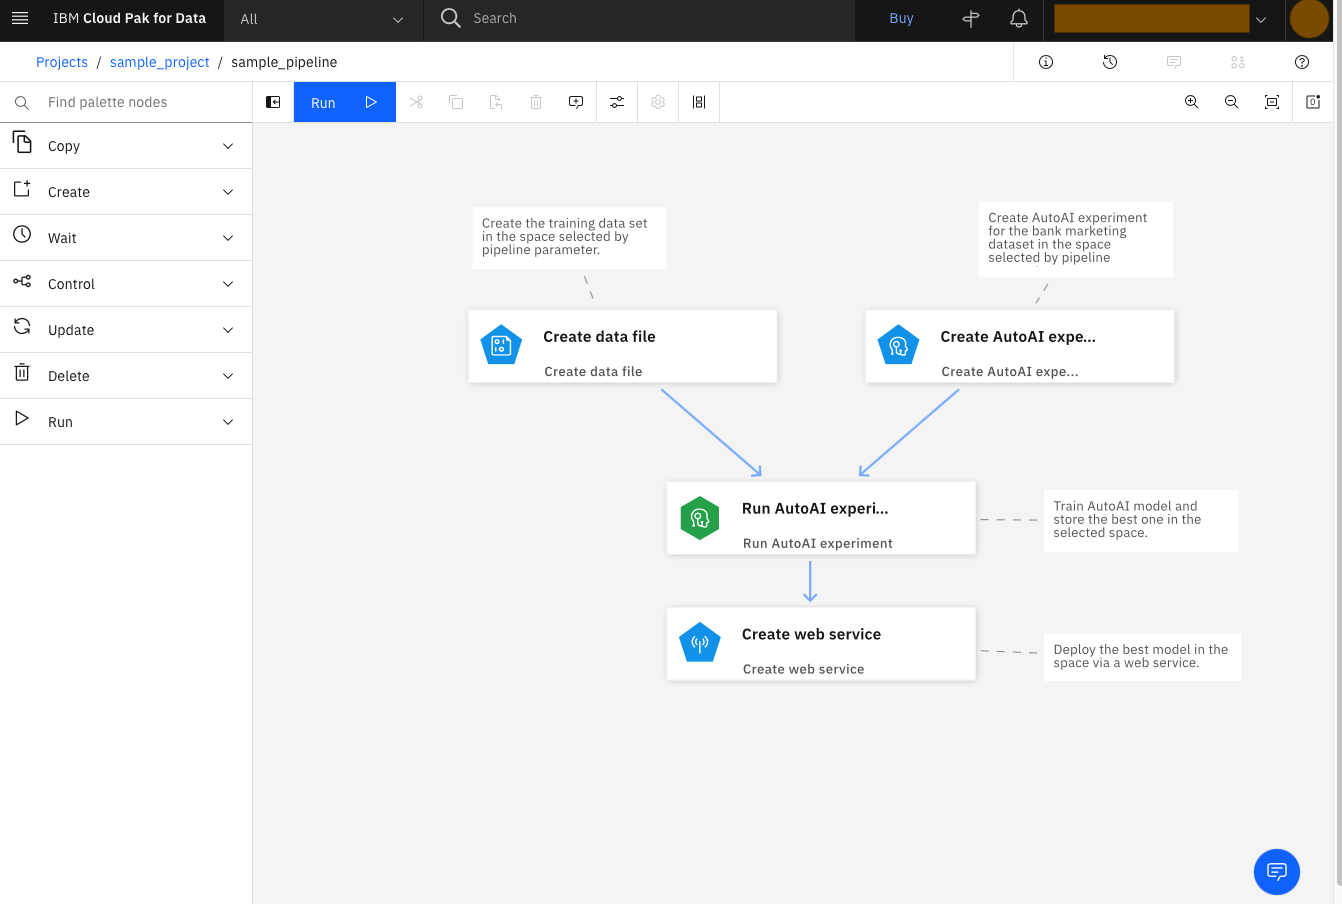 IBM Cloud Pak for Data
All
Search
Buy
Projects / sample_project / sample_pipeline
Find palette nodes
Run
Copy
Create
Wait
Control
Update
Delete
Run
Create the training data set
in the space selected by
pipeline parameter.
Create AutoAI experiment
for the bank marketing
dataset in the space
selected by pipeline
Create data file
Create data file
Create AutoAI expe...
Create AutoAI expe...
Run AutoAI experi...
Run AutoAI experiment
Train AutoAI model and
store the best one in the
selected space.
Create web service
Create web service
Deploy the best model in the
space via a web service.